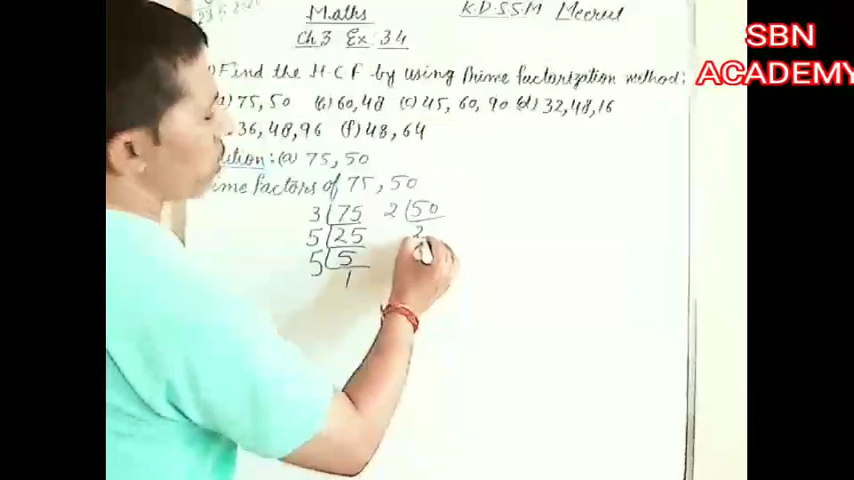 Maths K.D.S.S.M Meerut
Ch 3 Ex: 3.4
SBN
ACADEMY
Find the H.C.F by using Prime factorization method:
75, 50 (b) 60, 48 (c) 45, 60, 90 (d) 32, 48, 16
36, 48, 96 (f) 48, 64
(a) 75, 50
factors of 75, 50
3 75 2 50
5 25 2
5 5
1